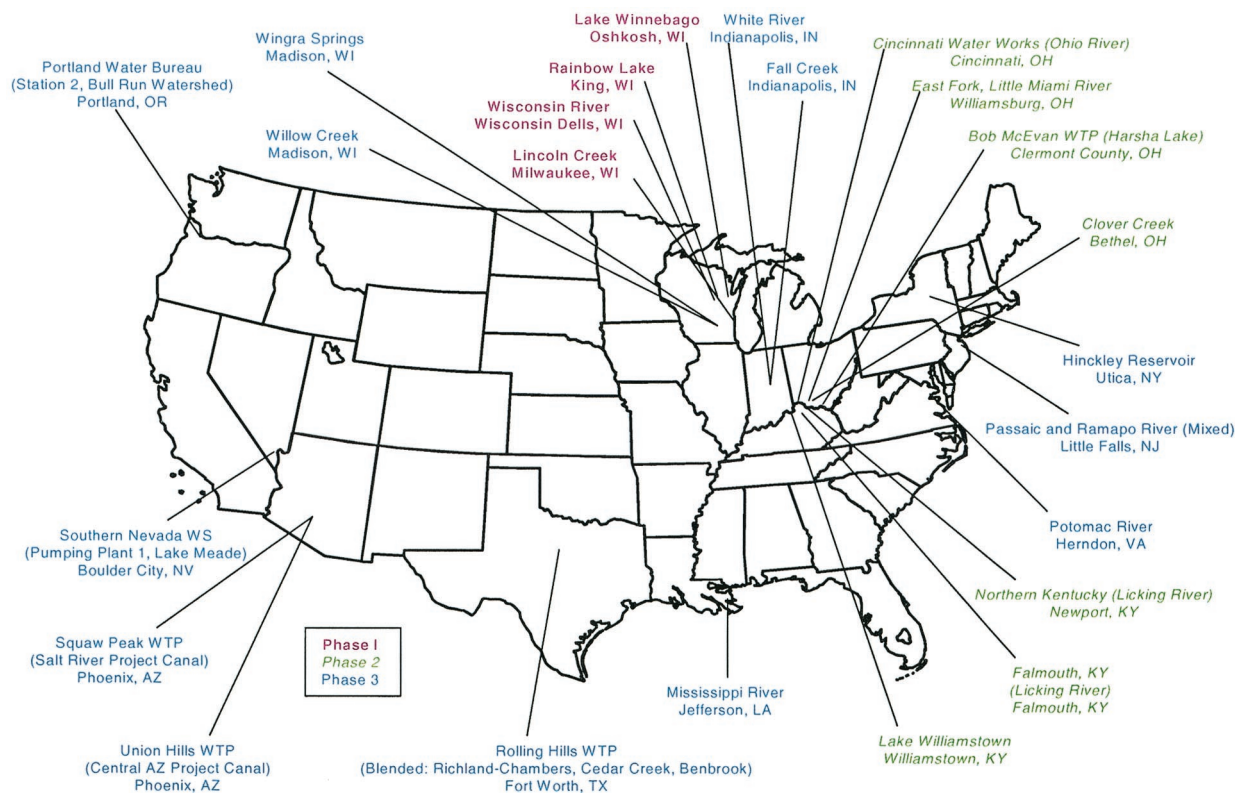 Lake Winnebago
Oshkosh, WI
White River
Indianapolis, IN
Wingra Springs
Madison, WI
Cincinnati Water Works (Ohio River)
Cincinnati, OH
Portland Water Bureau
(Station 2, Bull Run Watershed)
Portland, OR
Rainbow Lake
King, WI
Fall Creek
Indianapolis, IN
East Fork, Little Miami River
Williamsburg, OH
Wisconsin River
Wisconsin Dells, WI
Willow Creek
Madison, WI
Bob McEvan WTP (Harsha Lake)
Clermont County, OH
Lincoln Creek
Milwaukee, WI
Clover Creek
Bethel, OH
Hinckley Reservoir
Utica, NY
Passaic and Ramapo River (Mixed)
Little Falls, NJ
Southern Nevada WS
(Pumping Plant 1, Lake Meade)
Boulder City, NV
Potomac River
Herndon, VA
Northern Kentucky (Licking River)
Newport, KY
Squaw Peak WTP
(Salt River Project Canal)
Phoenix, AZ
Phase I
Phase 2
Phase 3
Falmouth, KY
(Licking River)
Falmouth, KY
Mississippi River
Jefferson, LA
Lake Williamstown
Williamstown, KY
Union Hills WTP
(Central AZ Project Canal)
Phoenix, AZ
Rolling Hills WTP
(Blended: Richland-Chambers, Cedar Creek, Benbrook)
Fort Worth, TX